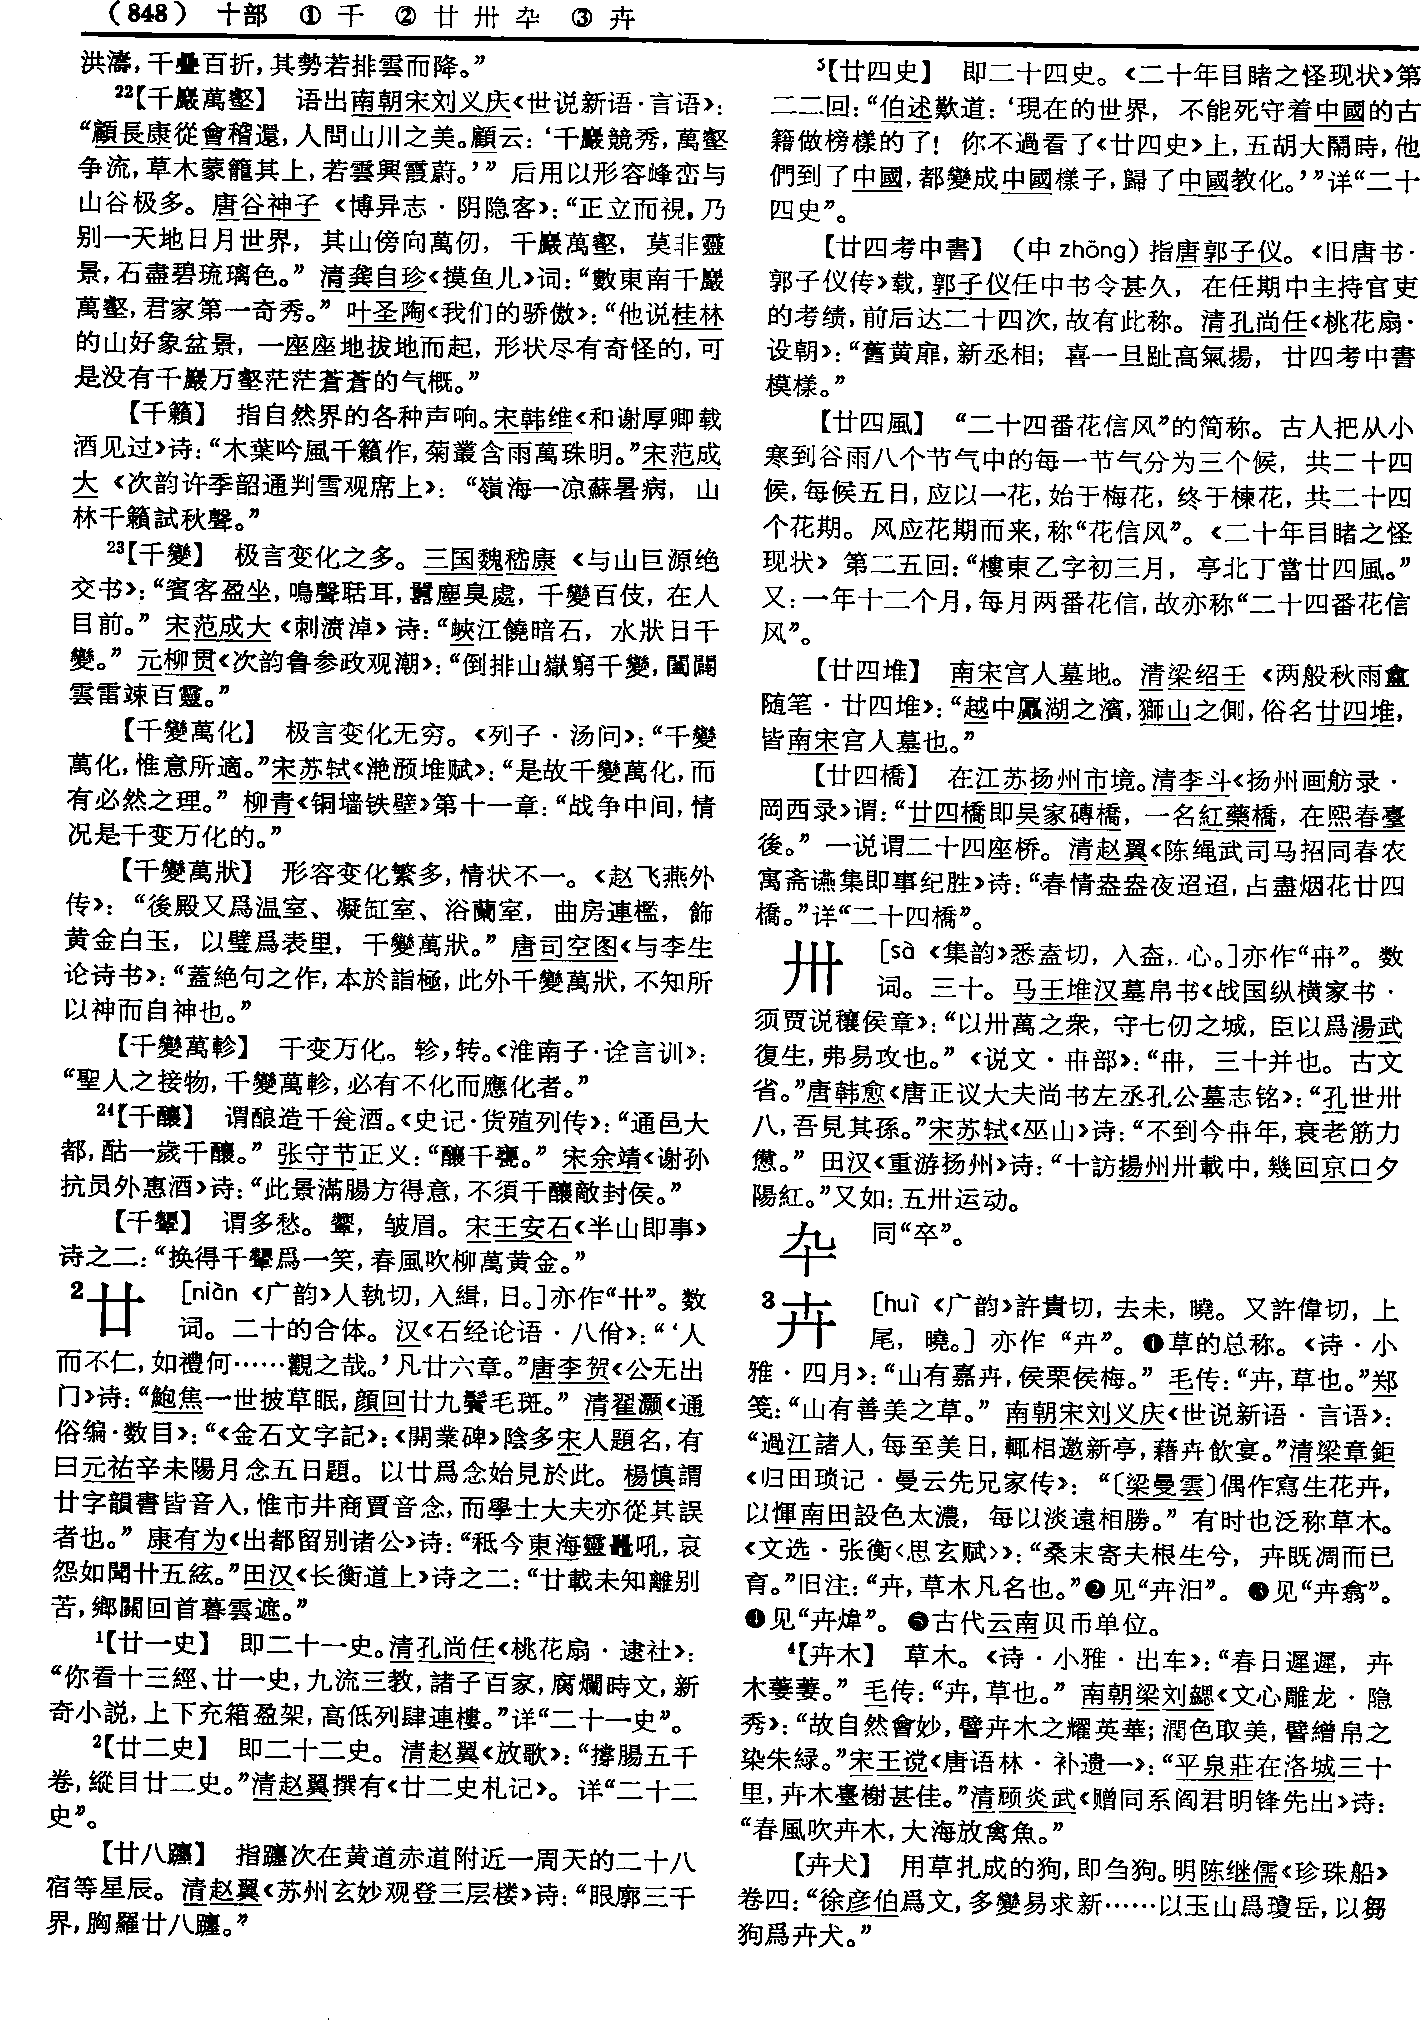 (848) 十部 ①千 ②廿卅卆 ③卉
洪濤，千疊百折，其勢若排雲而降。”
22【千巖萬壑】 语出南朝宋刘义庆《世说新语·言语》：
“顧長康從會稽還，人問山川之美。顧云：‘千巖競秀，萬壑
争流，草木蒙籠其上，若雲興霞蔚。’” 后用以形容峰峦与
山谷极多。唐谷神子《博异志·阴隐客》：“正立而視，乃
别一天地日月世界，其山傍向萬仞，千巖萬壑，莫非靈
景，石盡碧琉璃色。” 清龚自珍《摸鱼儿》词：“數東南千巖
萬壑，君家第一奇秀。” 叶圣陶《我们的骄傲》：“他说桂林
的山好象盆景，一座座地拔地而起，形状尽有奇怪的，可
是没有千巖万壑茫茫蒼蒼的气概。”
【千籟】 指自然界的各种声响。宋韩维《和谢厚卿载
酒见过》诗：“木葉吟風千籟作，菊叢含雨萬珠明。”宋范成
大《次韵许季韶通判雪观席上》：“嶺海一凉蘇暑病，山
林千籟試秋聲。”
23【千變】 极言变化之多。三国魏嵇康《与山巨源绝
交书》：“賓客盈坐，鳴聲聒耳，囂塵臭處，千變百伎，在人
目前。” 宋范成大《刺濆淖》诗：“峽江饒暗石，水狀日千
變。” 元柳贯《次韵鲁参政观潮》：“倒排山嶽窮千變，闔闢
雲雷竦百靈。”
【千變萬化】 极言变化无穷。《列子·汤问》：“千變
萬化，惟意所適。”宋苏轼《滟滪堆赋》：“是故千變萬化，而
有必然之理。” 柳青《铜墙铁壁》第十一章：“战争中间，情
况是千变万化的。”
【千變萬狀】 形容变化繁多，情状不一。《赵飞燕外
传》：“後殿又爲温室、凝缸室、浴蘭室，曲房連檻，飾
黄金白玉，以璧爲表里，千變萬狀。” 唐司空图《与李生
论诗书》：“蓋絶句之作，本於詣極，此外千變萬狀，不知所
以神而自神也。”
【千變萬軫】 千变万化。轸，转。《淮南子·诠言训》：
“聖人之接物，千變萬軫，必有不化而應化者。”
24【千釀】 谓酿造千瓮酒。《史记·货殖列传》：“通邑大
都，酤一歲千釀。” 张守节正义：“釀千甕。” 宋余靖《谢孙
抗员外惠酒》诗：“此景滿腸方得意，不須千釀敵封侯。”
【千顰】 谓多愁。颦，皱眉。宋王安石《半山即事》
诗之二：“换得千顰爲一笑，春風吹柳萬黄金。”
2廿 [niàn《广韵》人執切，入緝，日。]亦作“卄”。数
词。二十的合体。汉《石经论语·八佾》：“‘人
而不仁，如禮何……觀之哉。’凡廿六章。”唐李贺《公无出
门》诗：“鮑焦一世披草眠，顔回廿九鬢毛斑。” 清翟灏《通
俗编·数目》：“《金石文字記》：《開業碑》陰多宋人題名，有
曰元祐辛未陽月念五日題。以廿爲念始見於此。楊慎謂
廿字韻書皆音入，惟市井商賈音念，而學士大夫亦從其誤
者也。” 康有为《出都留别诸公》诗：“秪今東海靈鼉吼，哀
怨如聞卄五絃。”田汉《长衡道上》诗之二：“廿載未知離别
苦，鄉關回首暮雲遮。”
1【廿一史】 即二十一史。清孔尚任《桃花扇·逮社》：
“你看十三經、廿一史，九流三教，諸子百家，腐爛時文，新
奇小説，上下充箱盈架，高低列肆連樓。”详“二十一史”。
2【廿二史】 即二十二史。清赵翼《放歌》：“撐腸五千
卷，縱目廿二史。”清赵翼撰有《廿二史札记》。详“二十二
史”。
【廿八躔】 指躔次在黄道赤道附近一周天的二十八
宿等星辰。清赵翼《苏州玄妙观登三层楼》诗：“眼廓三千
界，胸羅廿八躔。”
5【廿四史】 即二十四史。《二十年目睹之怪现状》第
二二回：“伯述歎道：‘現在的世界，不能死守着中國的古
籍做榜樣的了！你不過看了《廿四史》上，五胡大鬧時，他
們到了中國，都變成中國樣子，歸了中國教化。’”详“二十
四史”。
【廿四考中書】 （中zhōng）指唐郭子仪。《旧唐书·
郭子仪传》载，郭子仪任中书令甚久，在任期中主持官吏
的考绩，前后达二十四次，故有此称。清孔尚任《桃花扇·
设朝》：“舊黄扉，新丞相；喜一旦趾高氣揚，廿四考中書
模樣。”
【廿四風】 “二十四番花信风”的简称。古人把从小
寒到谷雨八个节气中的每一节气分为三个候，共二十四
候，每候五日，应以一花，始于梅花，终于楝花，共二十四
个花期。风应花期而来，称“花信风”。《二十年目睹之怪
现状》第二五回：“樓東乙字初三月，亭北丁當廿四風。”
又：一年十二个月，每月两番花信，故亦称“二十四番花信
风”。
【廿四堆】 南宋宫人墓地。清梁绍壬《两般秋雨盦
随笔·廿四堆》：“越中鳳湖之濱，獅山之側，俗名廿四堆，
皆南宋宫人墓也。”
【廿四橋】 在江苏扬州市境。清李斗《扬州画舫录·
冈西录》谓：“廿四橋即吴家磚橋，一名紅藥橋，在熙春臺
後。” 一说谓二十四座桥。清赵翼《陈绳武司马招同春农
寓斋䜩集即事纪胜》诗：“春情盎盎夜迢迢，占盡烟花廿四
橋。”详“二十四橋”。
卅 [sà《集韵》悉盍切，入盍，心。]亦作“卋”。数
词。三十。马王堆汉墓帛书《战国纵横家书·
须贾说穰侯章》：“以卅萬之衆，守七仞之城，臣以爲湯武
復生，弗易攻也。”《说文·卅部》：“卅，三十并也。古文
省。”唐韩愈《唐正议大夫尚书左丞孔公墓志铭》：“孔世卅
八，吾見其孫。”宋苏轼《巫山》诗：“不到今卅年，衰老筋力
憊。” 田汉《重游扬州》诗：“十訪揚州卅載中，幾回京口夕
陽紅。”又如：五卅运动。
卆 同“卒”。
3卉 [huì《广韵》許貴切，去未，曉。又許偉切，上
尾，曉。]亦作“卉”。❶草的总称。《诗·小
雅·四月》：“山有嘉卉，侯栗侯梅。” 毛传：“卉，草也。”郑
笺：“山有善美之草。” 南朝宋刘义庆《世说新语·言语》：
“過江諸人，每至美日，輒相邀新亭，藉卉飲宴。”清梁章鉅
《归田琐记·曼云先兄家传》：“〔梁曼雲〕偶作寫生花卉，
以惲南田設色太濃，每以淡遠相勝。” 有时也泛称草木。
《文选·张衡〈思玄赋〉》：“桑末寄夫根生兮，卉既凋而已
育。”旧注：“卉，草木凡名也。”❷见“卉汩”。❸见“卉翕”。
❹见“卉煒”。❺古代云南贝币单位。
4【卉木】 草木。《诗·小雅·出车》：“春日遲遲，卉
木萋萋。” 毛传：“卉，草也。” 南朝梁刘勰《文心雕龙·隐
秀》：“故自然會妙，譬卉木之耀英華；潤色取美，譬繒帛之
染朱緑。”宋王谠《唐语林·补遗一》：“平泉莊在洛城三十
里，卉木臺榭甚佳。”清顾炎武《赠同系阎君明锋先出》诗：
“春風吹卉木，大海放禽魚。”
【卉犬】 用草扎成的狗，即刍狗。明陈继儒《珍珠船》
卷四：“徐彦伯爲文，多變易求新……以玉山爲瓊岳，以芻
狗爲卉犬。”